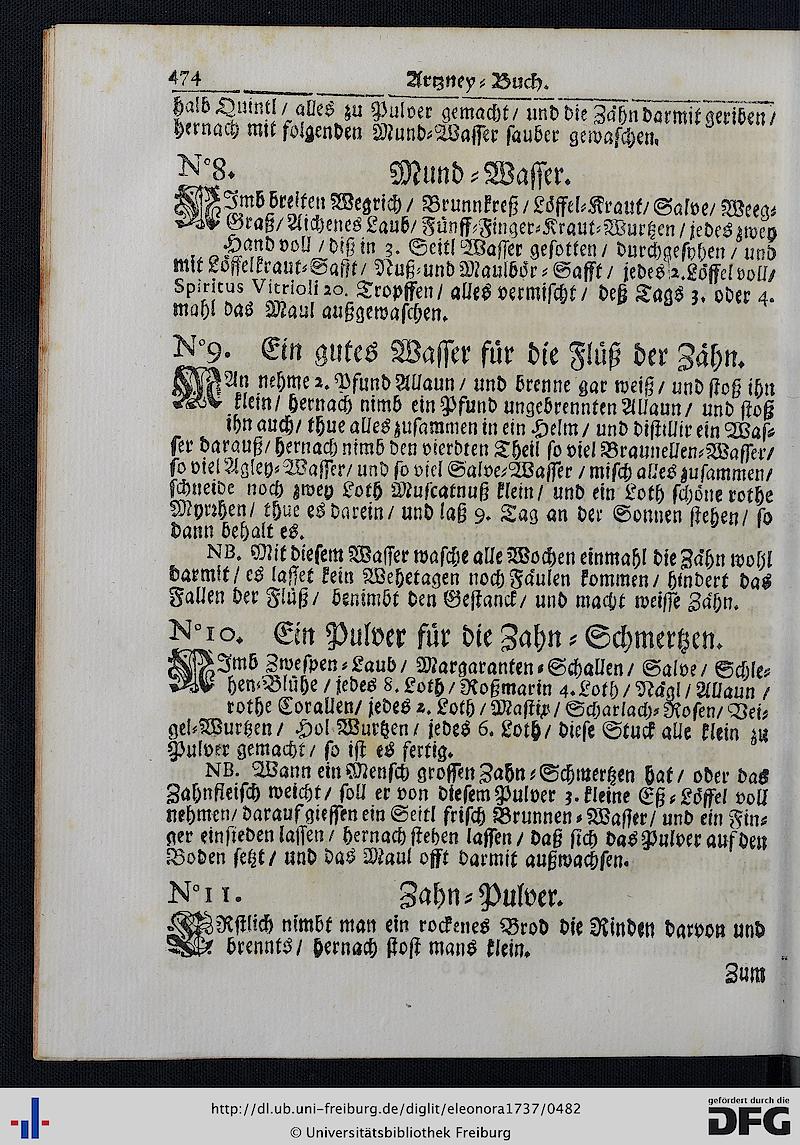 474 Artzney-Buch.
halb Quintl / alles zu Pulver gemacht / und die Zähn darmit geriben /
hernach mit folgenden Mund-Wasser sauber gewaschen.
N°8. Mund-Wasser.
NImb breiten Wegrich / Brunnkreß / Löffel-Kraut / Salve / Weeg-
Graß / Aichenes Laub / Fünff-Finger-Kraut-Wurtzen / jedes zwey
Hand voll / diß in 3. Seitl Wasser gesotten / durchgesyhen / und
mit Löffelkraut-Safft / Nuß- und Maulbör-Safft / jedes 2. Löffel voll /
Spiritus Vitrioli 20. Tropffen / alles vermischt / deß Tags 3. oder 4.
mahl das Maul außgewaschen.
N°9. Ein gutes Wasser für die Flüß der Zähn.
MAn nehme 2. Pfund Allaun / und brenne gar weiß / und stoß ihn
klein / hernach nimb ein Pfund ungebrennten Allaun / und stoß
ihn auch / thue alles zusammen in ein Helm / und distillir ein Was-
ser darauß / hernach nimb den vierdten Theil so viel Braunellen-Wasser /
so viel Agley-Wasser / und so viel Salve-Wasser / misch alles zusammen /
schneide noch zwey Loth Muscatnuß klein / und ein Loth schöne rothe
Myrrhen / thue es darein / und laß 9. Tag an der Sonnen stehen / so
dann behalt es.
NB. Mit diesem Wasser wasche alle Wochen einmahl die Zähn wohl
darmit / es lasset kein Wehetagen noch Fäulen kommen / hindert das
Fallen der Flüß / benimbt den Gestanck / und macht weisse Zähn.
N°10. Ein Pulver für die Zahn-Schmertzen.
NImb Zwespen-Laub / Margaranten-Schallen / Salve / Schle-
hen-Blühe / jedes 8. Loth / Roßmarin 4. Loth / Nägl / Allaun /
rothe Corallen / jedes 2. Loth / Mastix / Scharlach-Rosen / Vei-
gel-Wurtzen / Hol Wurtzen / jedes 6. Loth / diese Stuck alle klein zu
Pulver gemacht / so ist es fertig.
NB. Wann ein Mensch grossen Zahn-Schmertzen hat / oder das
Zahnfleisch weicht / soll er von diesem Pulver 3. kleine Eß-Löffel voll
nehmen / darauf giessen ein Seitl frisch Brunnen-Wasser / und ein Fin-
ger einsieden lassen / hernach stehen lassen / daß sich das Pulver auf den
Boden setzt / und das Maul offt darmit außwachsen.
N°11. Zahn-Pulver.
ERstlich nimbt man ein rockenes Brod die Rinden darvon und
brennts / hernach stost mans klein.
Zum
http://dl.ub.uni-freiburg.de/diglit/eleonora1737/0482
© Universitätsbibliothek Freiburg
gefördert durch die
DFG